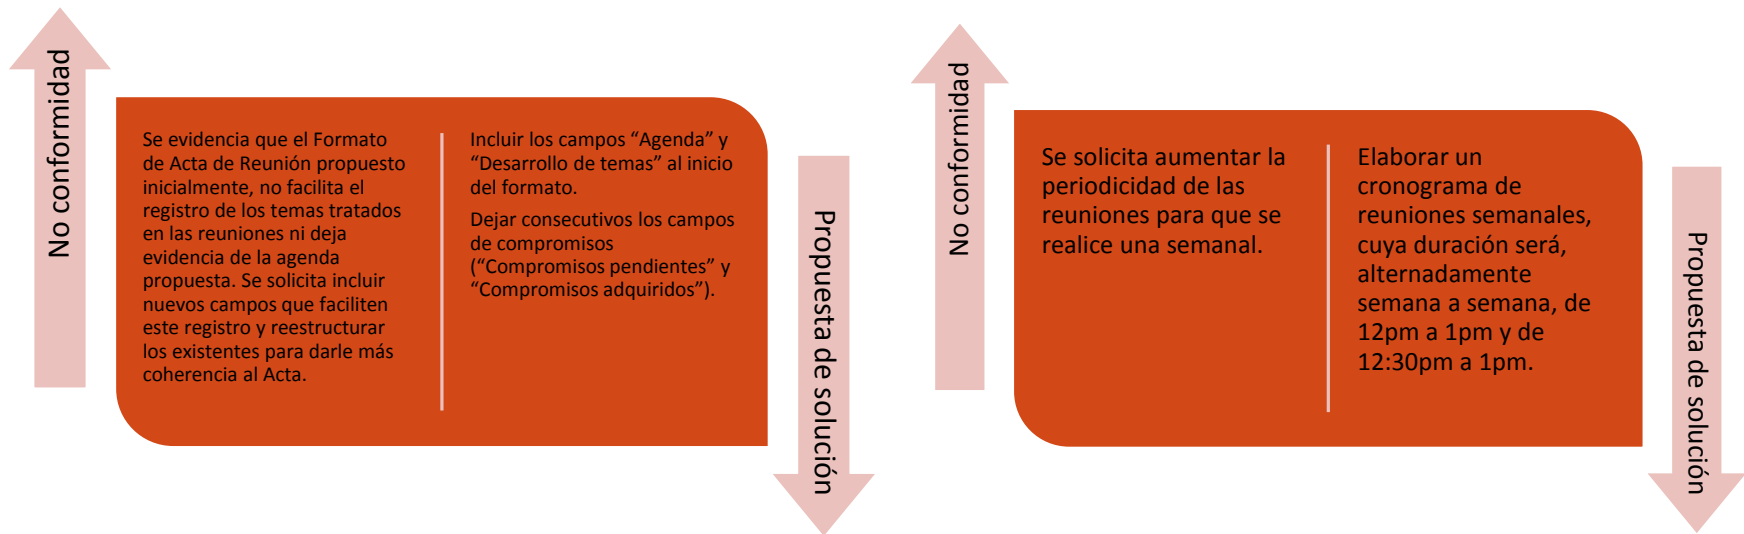 No conformidad
Se evidencia que el Formato
de Acta de Reunión propuesto
inicialmente, no facilita el
registro de los temas tratados
en las reuniones ni deja
evidencia de la agenda
propuesta. Se solicita incluir
nuevos campos que faciliten
este registro y reestructurar
los existentes para darle más
coherencia al Acta.
Incluir los campos “Agenda” y
“Desarrollo de temas” al inicio
del formato.
Dejar consecutivos los campos
de compromisos
(“Compromisos pendientes” y
“Compromisos adquiridos”).
Propuesta de solución
No conformidad
Se solicita aumentar la
periodicidad de las
reuniones para que se
realice una semanal.
Elaborar un
cronograma de
reuniones semanales,
cuya duración será,
alternadamente
semana a semana, de
12pm a 1pm y de
12:30pm a 1pm.
Propuesta de solución